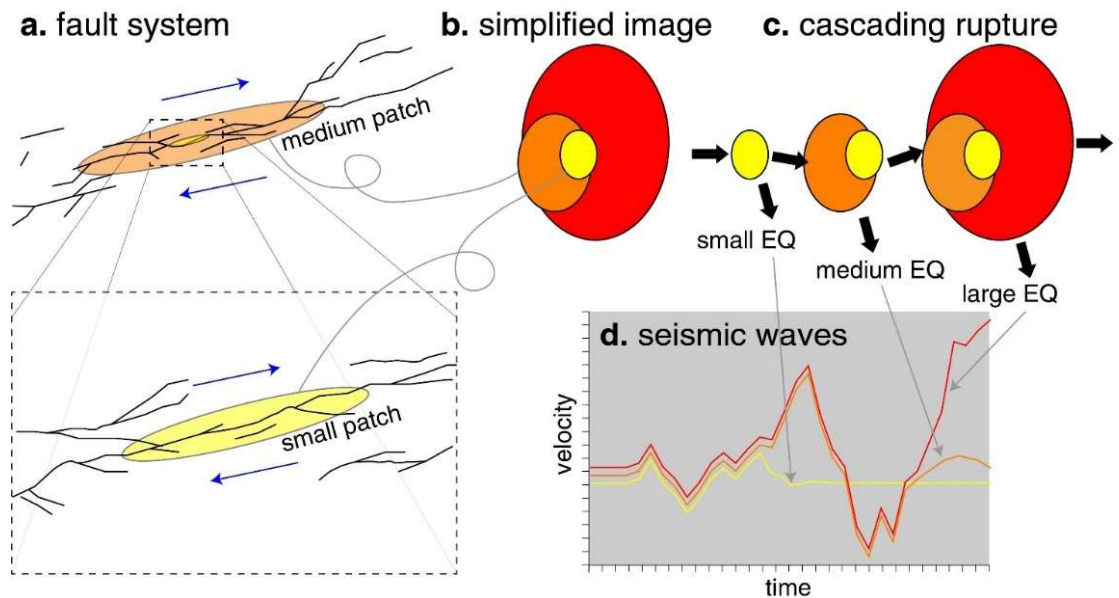 a. fault system
b. simplified image
c. cascading rupture
medium patch
small patch
small EQ
medium EQ
large EQ
d. seismic waves
velocity
time